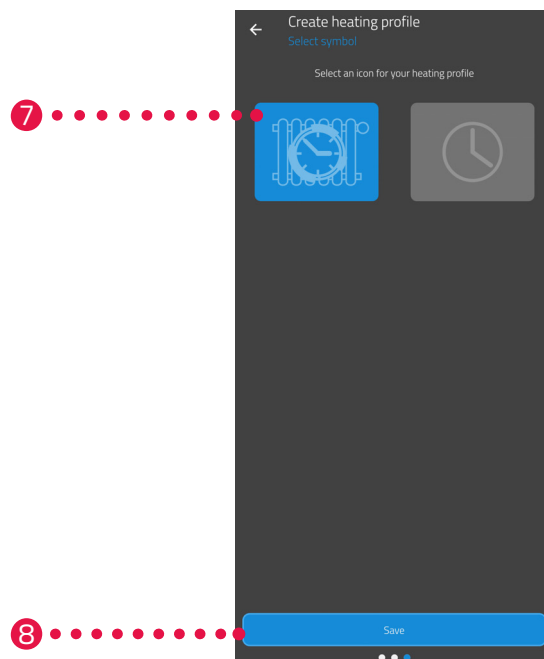 Create heating profile
Select symbol
Select an icon for your heating profile
7
8
Save